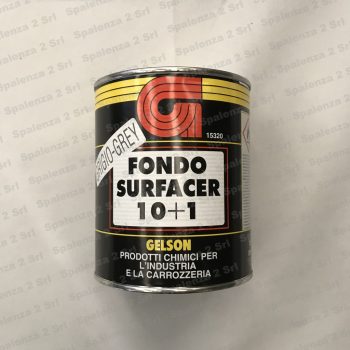 15320
GRIGIO-GREY
FONDO
SURFACER
10+1
GELSON
PRODOTTI CHIMICI PER
L'INDUSTRIA
E LA CARROZZERIA
Spalenza 2 Srl